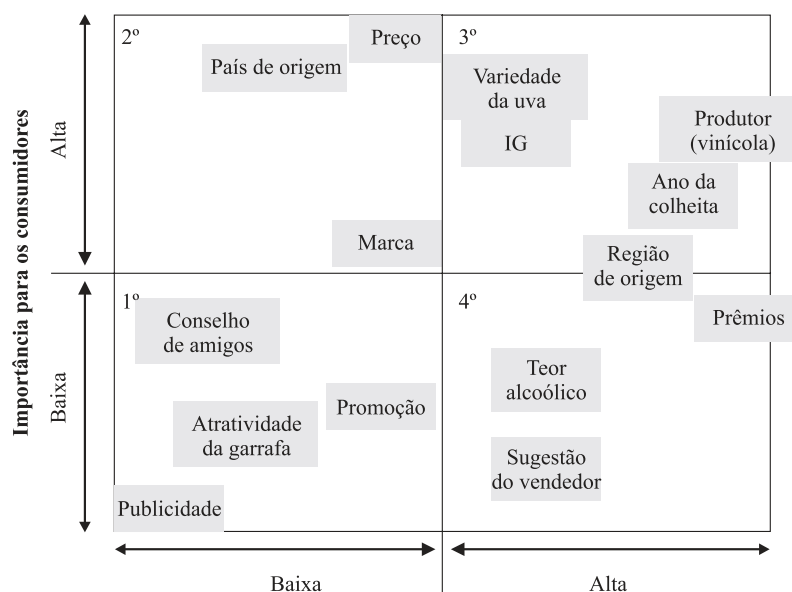 2º
Preço
País de origem
3º
Variedade
da uva
IG
Produtor
(vinícola)
Ano da
colheita
Marca
Região
de origem
Importância para os consumidores
Alta
Baixa
1º
Conselho
de amigos
Atratividade
da garrafa
Promoção
Publicidade
4º
Prêmios
Teor
alcoólico
Sugestão
do vendedor
Baixa
Alta